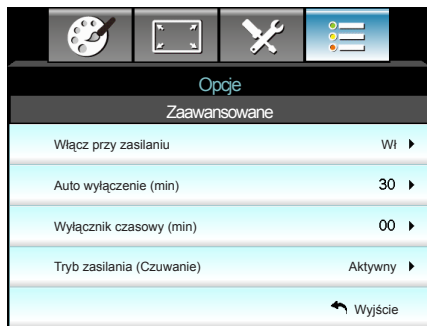 Opcje
Zaawansowane
Włącz przy zasilaniu Wł
Auto wyłączenie (min) 30
Wyłącznik czasowy (min) 00
Tryb zasilania (Czuwanie) Aktywny
Wyjście